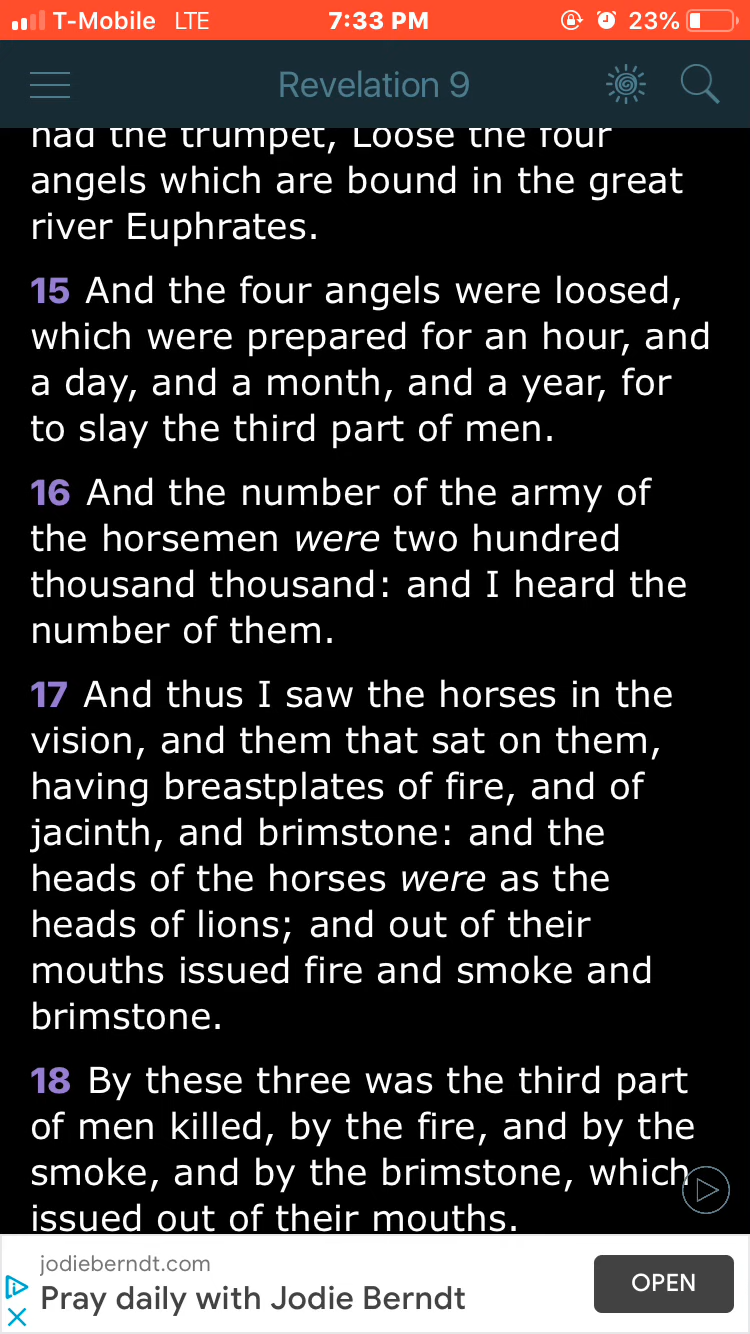 T-Mobile LTE 7:33 PM 23%
Revelation 9
had the trumpet, Loose the four
angels which are bound in the great
river Euphrates.
15 And the four angels were loosed,
which were prepared for an hour, and
a day, and a month, and a year, for
to slay the third part of men.
16 And the number of the army of
the horsemen were two hundred
thousand thousand: and I heard the
number of them.
17 And thus I saw the horses in the
vision, and them that sat on them,
having breastplates of fire, and of
jacinth, and brimstone: and the
heads of the horses were as the
heads of lions; and out of their
mouths issued fire and smoke and
brimstone.
18 By these three was the third part
of men killed, by the fire, and by the
smoke, and by the brimstone, which
issued out of their mouths.
jodieberndt.com
Pray daily with Jodie Berndt
OPEN